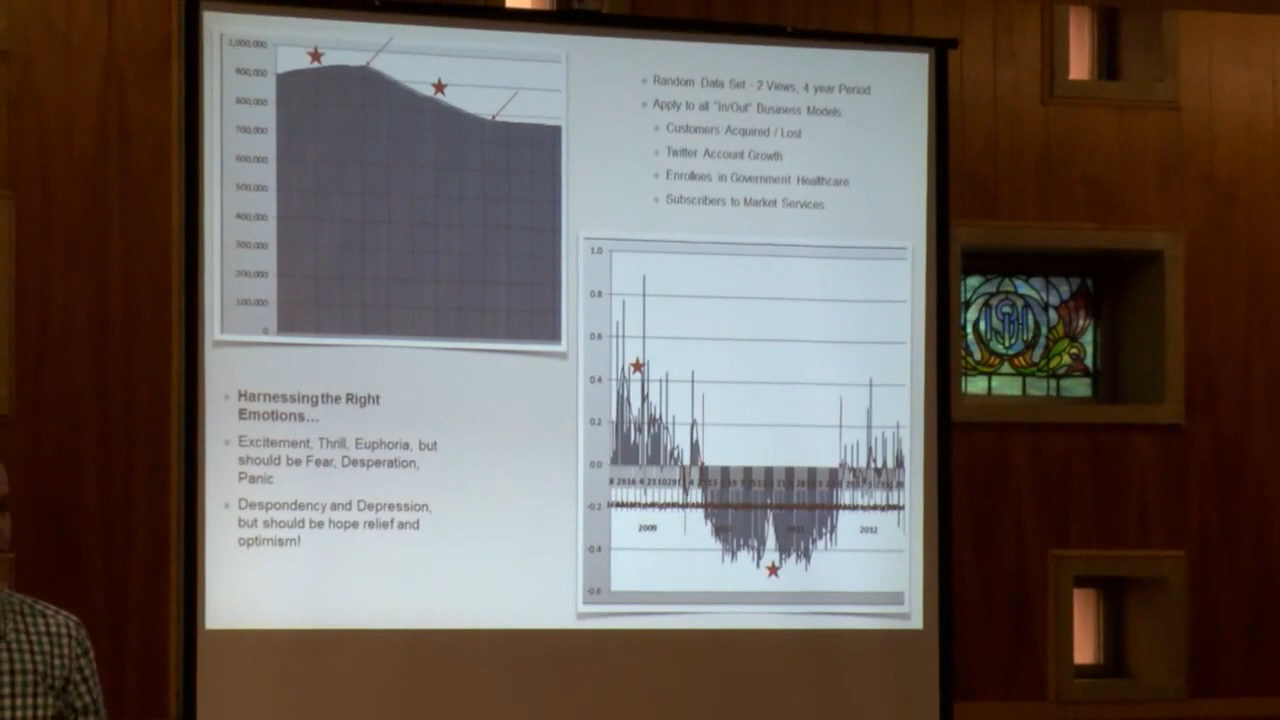 1,000,000
900,000
800,000
700,000
600,000
500,000
400,000
300,000
200,000
100,000
0
Random Data Set - 2 Views, 4 year Period
Apply to all "In/Out" Business Models
Customers Acquired / Lost
Twitter Account Growth
Enrollees in Government Healthcare
Subscribers to Market Services
Harnessing the Right
Emotions...
Excitement, Thrill, Euphoria, but
should be Fear, Desperation,
Panic
Despondency and Depression,
but should be hope relief and
optimism!
1.0
0.8
0.6
0.4
0.2
0.0
-0.2
-0.4
-0.6
2009
2012